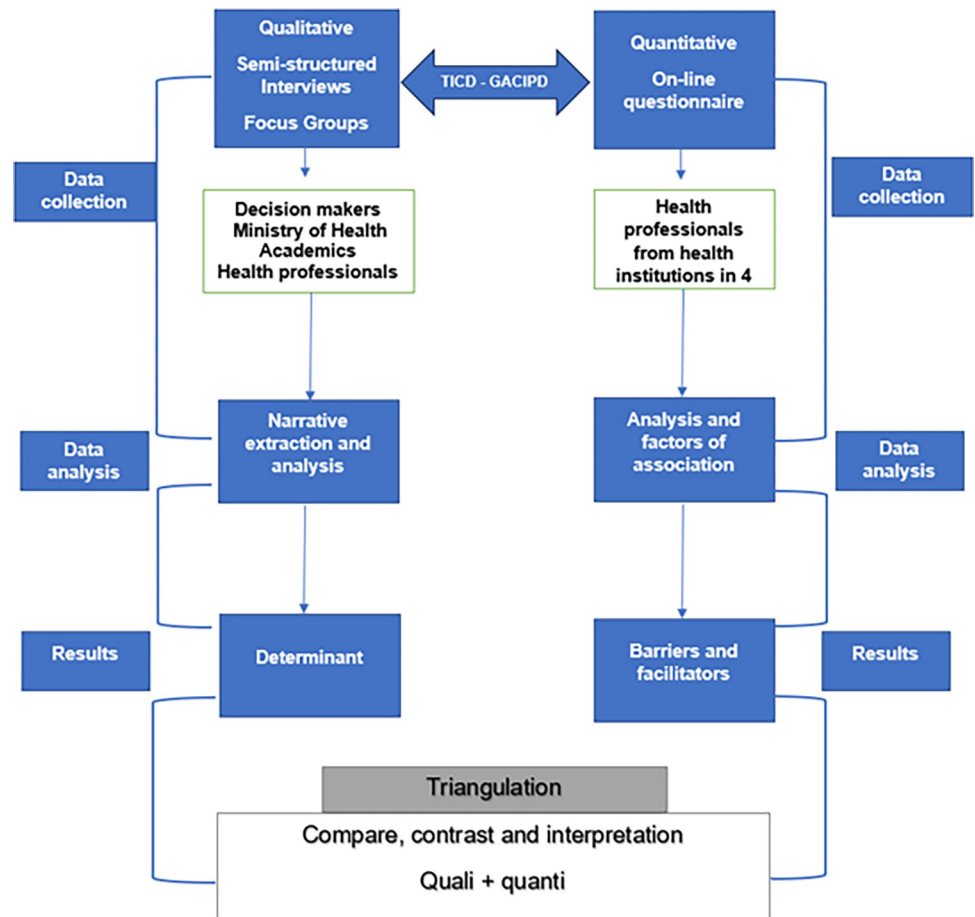 Qualitative
Semi-structured
Interviews
Focus Groups
TICD - GACIPD
Quantitative
On-line
questionnaire
Data
collection
Decision makers
Ministry of Health
Academics
Health professionals
Health
professionals
from health
institutions in 4
Data
collection
Data
analysis
Narrative
extraction and
analysis
Analysis and
factors of
association
Data
analysis
Results
Determinant
Barriers and
facilitators
Results
Triangulation
Compare, contrast and interpretation
Quali + quanti